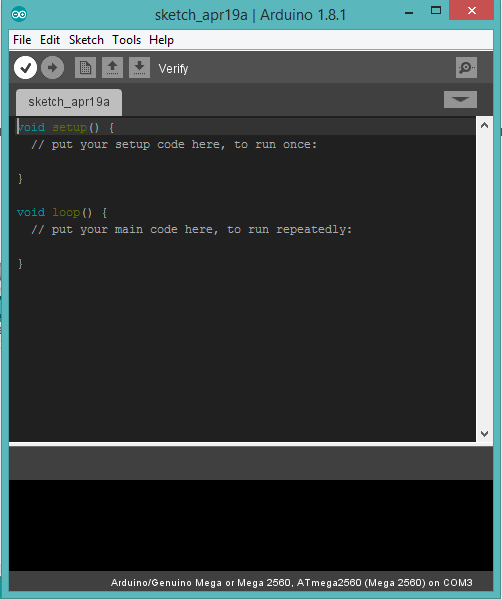 sketch_apr19a | Arduino 1.8.1
File Edit Sketch Tools Help
Verify
sketch_apr19a
void setup() {
  // put your setup code here, to run once:
}
void loop() {
  // put your main code here, to run repeatedly:
}
Arduino/Genuino Mega or Mega 2560, ATmega2560 (Mega 2560) on COM3